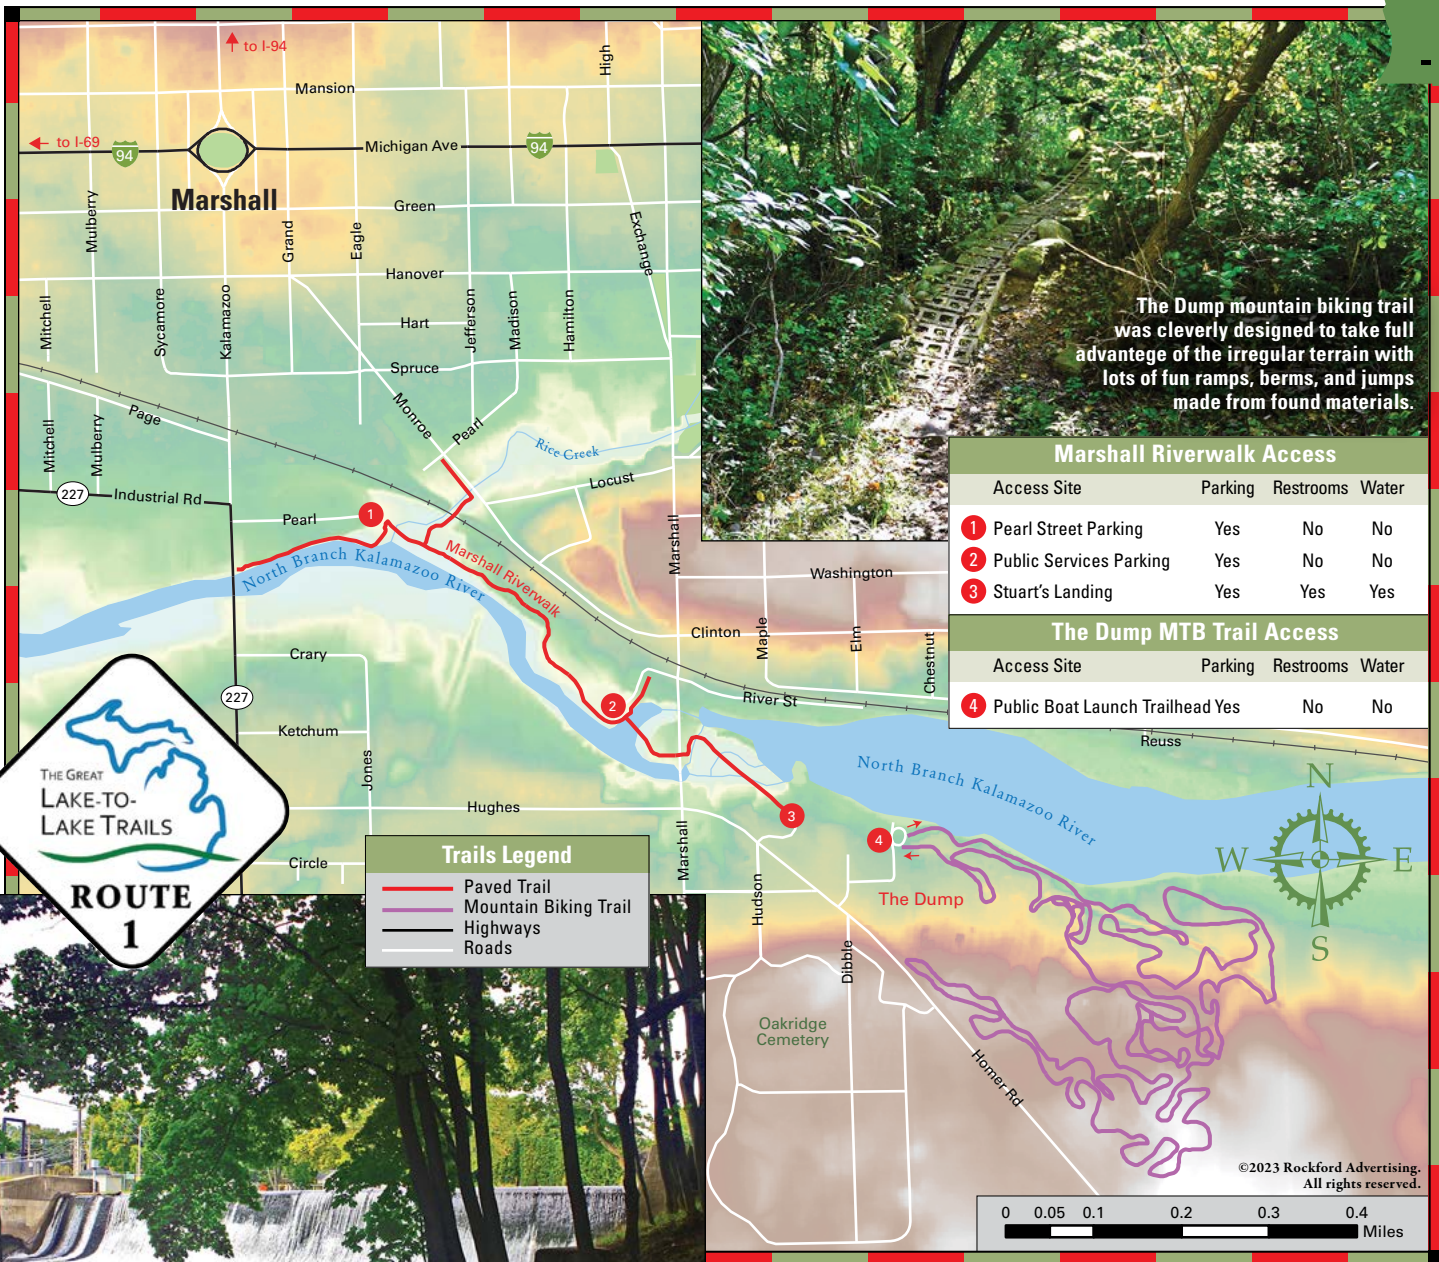 to I-94
High
Mansion
to I-69
94
Michigan Ave
94
Marshall
Mulberry
Green
Grand
Eagle
Exchange
Hanover
Mitchell
Sycamore
Kalamazoo
Hart
Jefferson
Madison
Hamilton
Spruce
Monroe
Pearl
Page
Mitchell
Mulberry
Rice Creek
Locust
227
Industrial Rd
Pearl
1
Marshall
Marshall Riverwalk
North Branch Kalamazoo River
Washington
Clinton
Maple
Elm
Chestnut
Crary
227
2
River St
Ketchum
Jones
Reuss
North Branch Kalamazoo River
Hughes
3
4
Marshall
Circle
Hudson
The Dump
Dibble
Oakridge
Cemetery
Homer Rd
The Dump mountain biking trail
was cleverly designed to take full
advantege of the irregular terrain with
lots of fun ramps, berms, and jumps
made from found materials.
Marshall Riverwalk Access
Access Site Parking Restrooms Water
1 Pearl Street Parking Yes No No
2 Public Services Parking Yes No No
3 Stuart's Landing Yes Yes Yes
The Dump MTB Trail Access
Access Site Parking Restrooms Water
4 Public Boat Launch Trailhead Yes No No
N
W E
S
THE GREAT
LAKE-TO-
LAKE TRAILS
ROUTE
1
Trails Legend
Paved Trail
Mountain Biking Trail
Highways
Roads
©2023 Rockford Advertising.
All rights reserved.
0 0.05 0.1 0.2 0.3 0.4
Miles